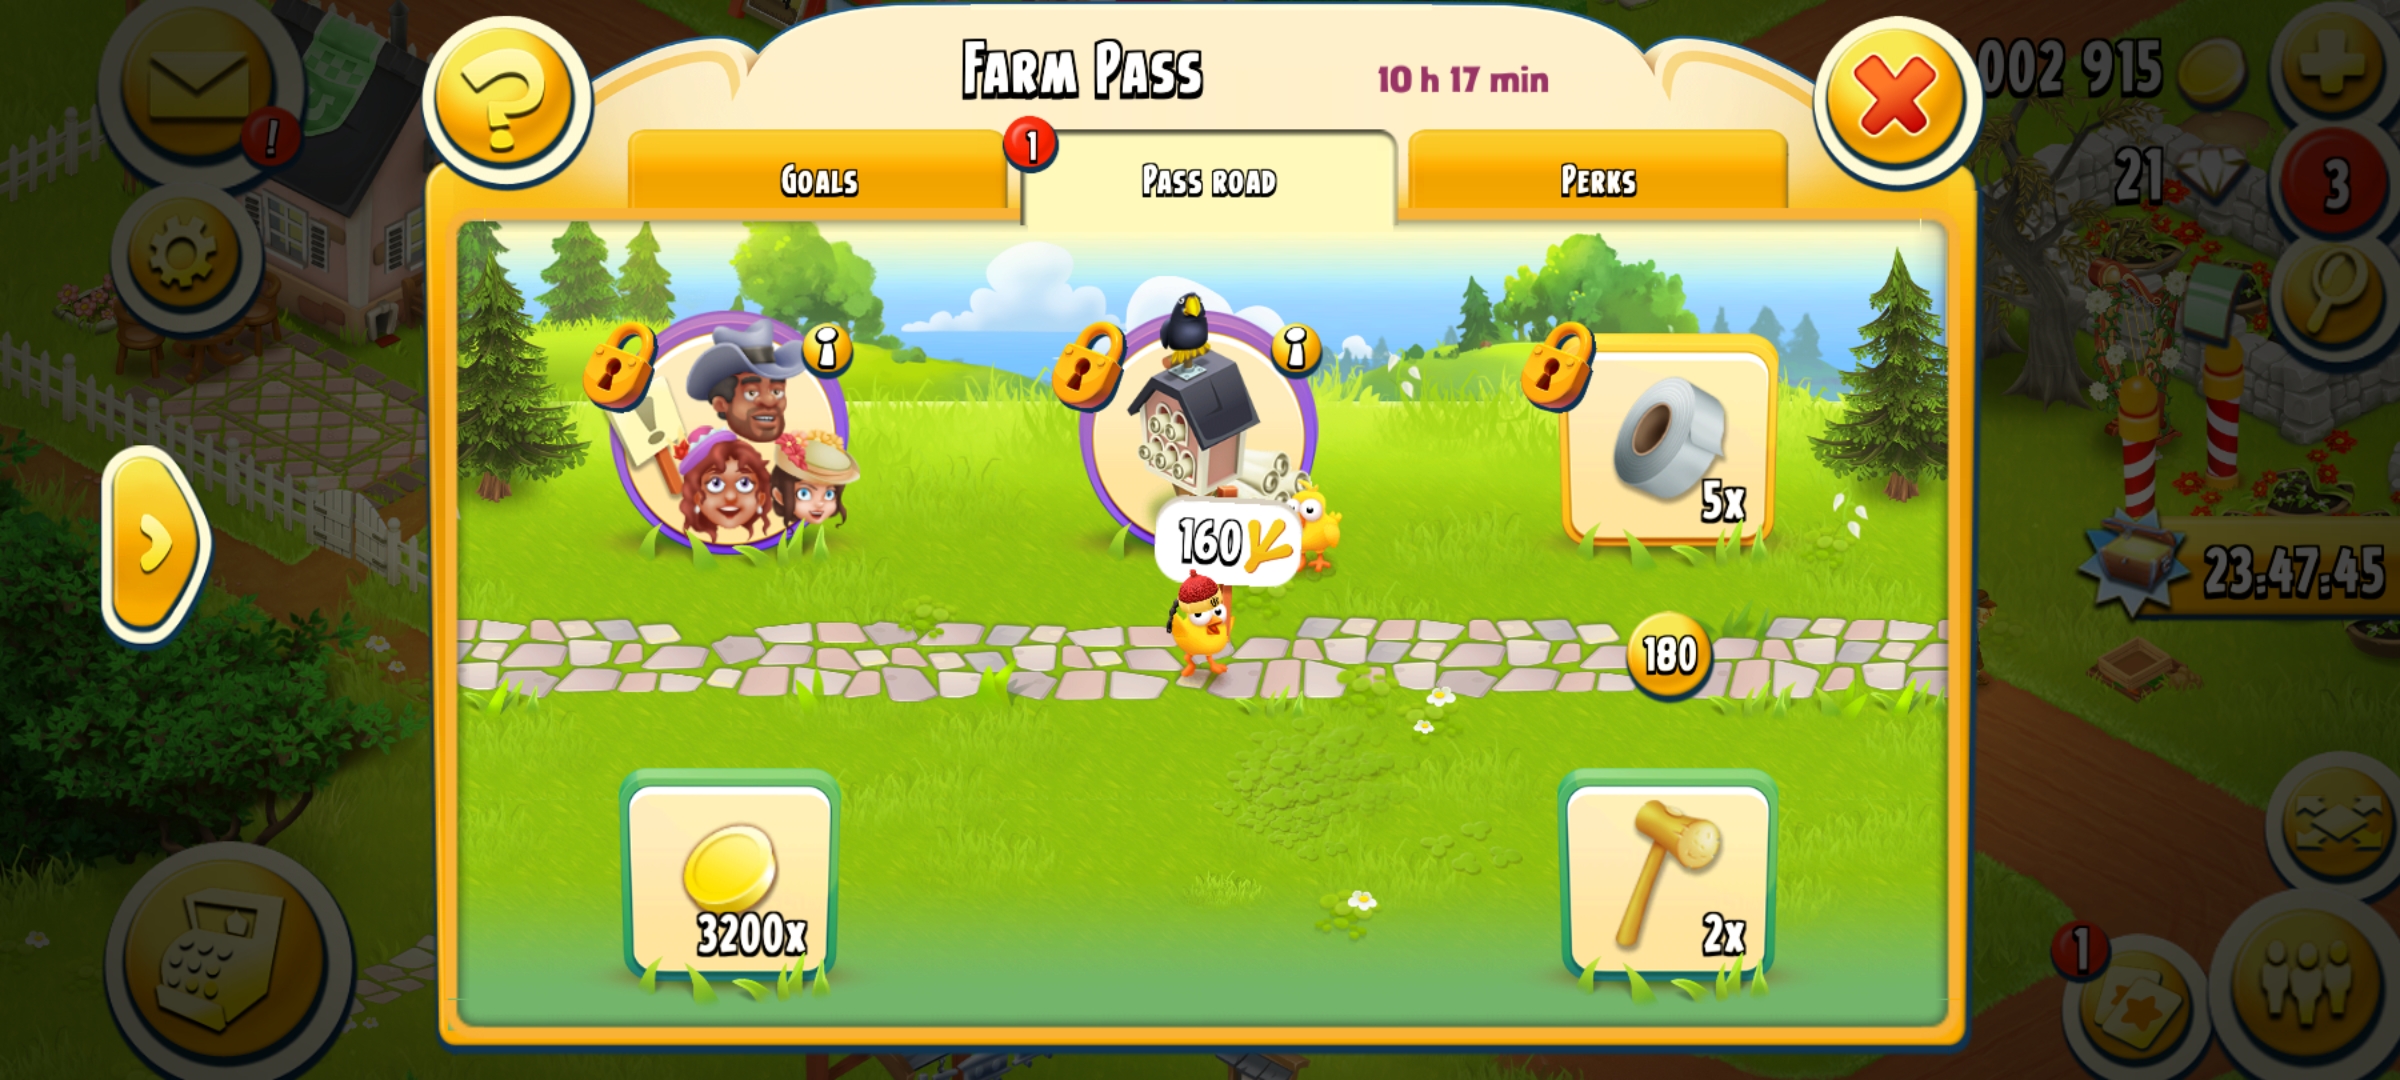 FARM PASS
10 h 17 min
002 915
!
1
GOALS
PASS ROAD
PERKS
21
3
5x
160
23:47:45
180
3200x
2x
1